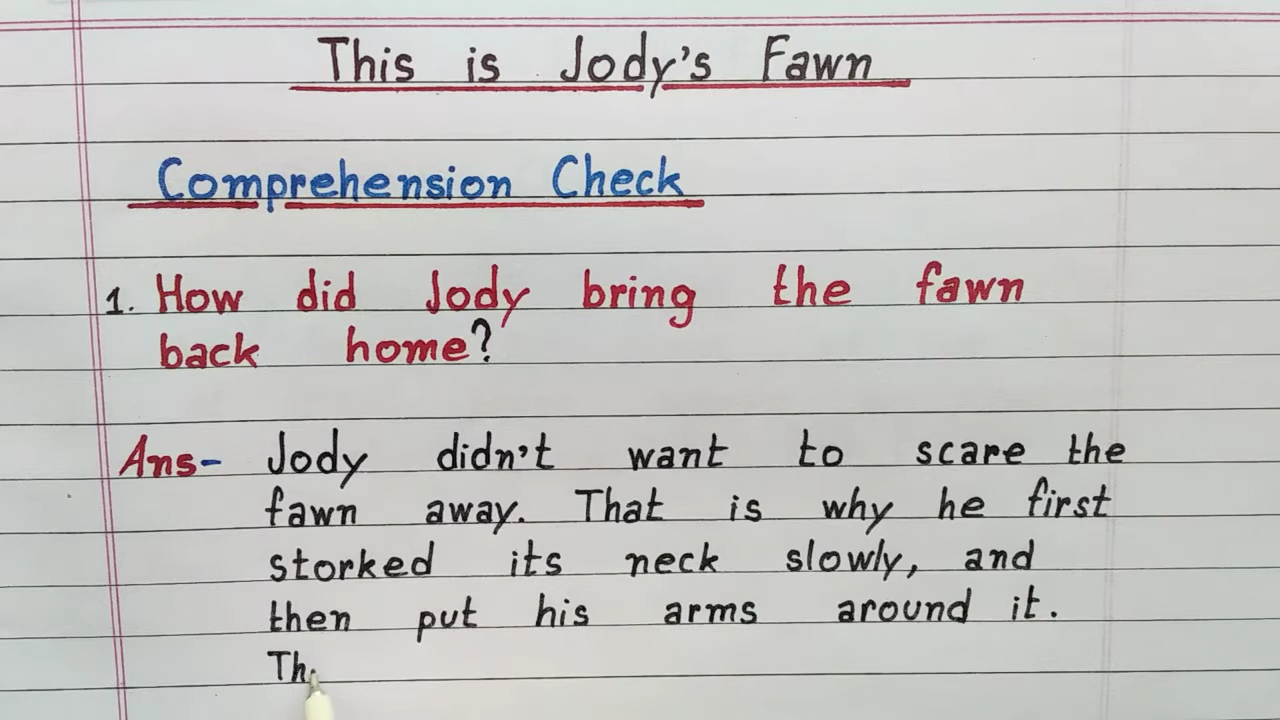 This is Jody's Fawn
Comprehension Check
1. How did Jody bring the fawn
back home?
Ans- Jody didn't want to scare the
fawn away. That is why he first
storked its neck slowly, and
then put his arms around it.
Th